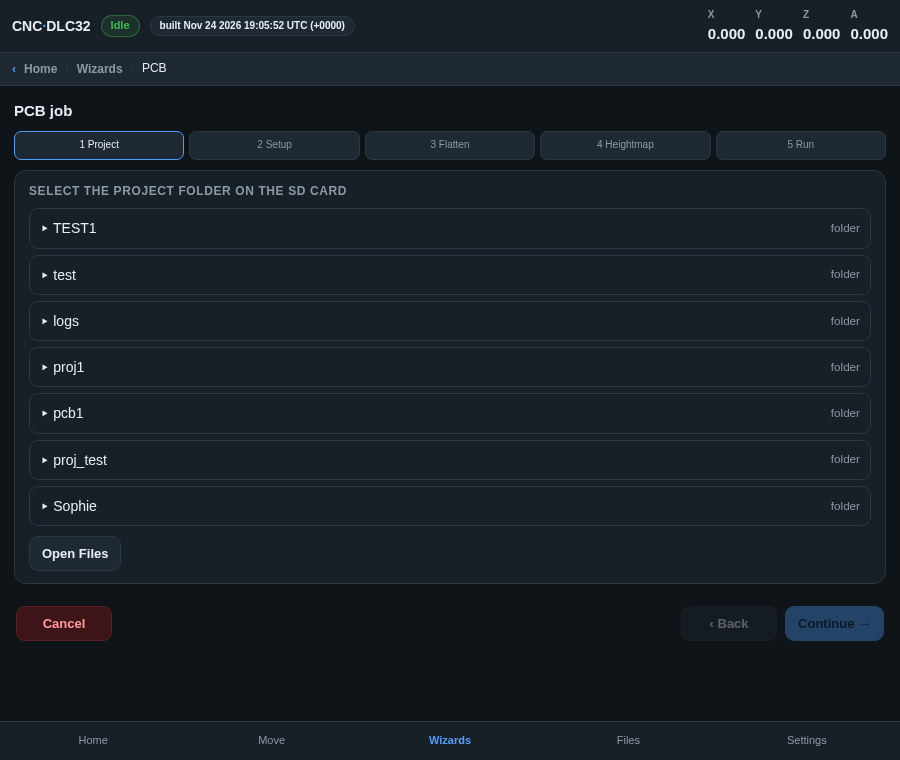 CNC·DLC32 Idle built Nov 24 2026 19:05:52 UTC (+0000)
X Y Z A
0.000 0.000 0.000 0.000
‹ Home / Wizards / PCB
PCB job
1 Project 2 Setup 3 Flatten 4 Heightmap 5 Run
SELECT THE PROJECT FOLDER ON THE SD CARD
▸ TEST1 folder
▸ test folder
▸ logs folder
▸ proj1 folder
▸ pcb1 folder
▸ proj_test folder
▸ Sophie folder
Open Files
Cancel ‹ Back Continue →
Home Move Wizards Files Settings